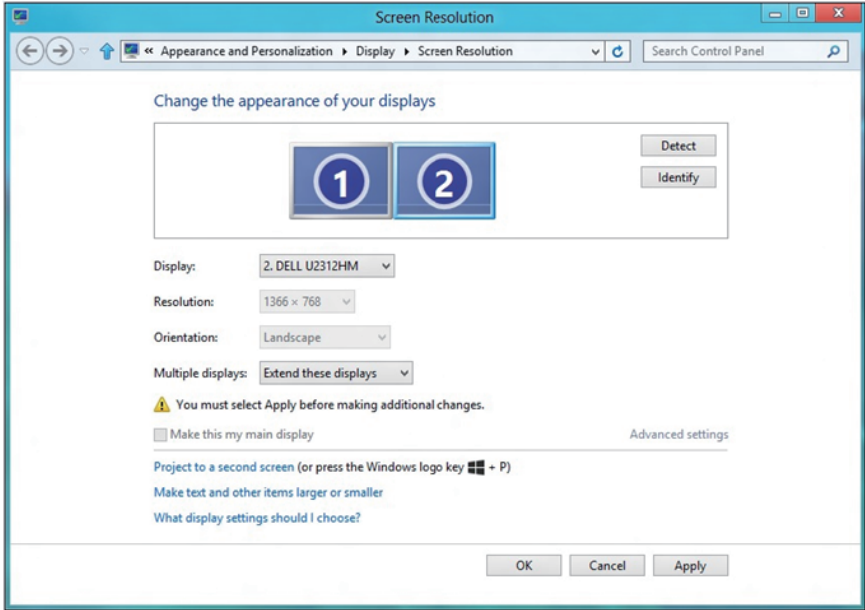 Screen Resolution
« Appearance and Personalization ▸ Display ▸ Screen Resolution
Search Control Panel
Change the appearance of your displays
1 2
Detect
Identify
Display: 2. DELL U2312HM
Resolution: 1366 × 768
Orientation: Landscape
Multiple displays: Extend these displays
You must select Apply before making additional changes.
Make this my main display Advanced settings
Project to a second screen (or press the Windows logo key + P)
Make text and other items larger or smaller
What display settings should I choose?
OK Cancel Apply